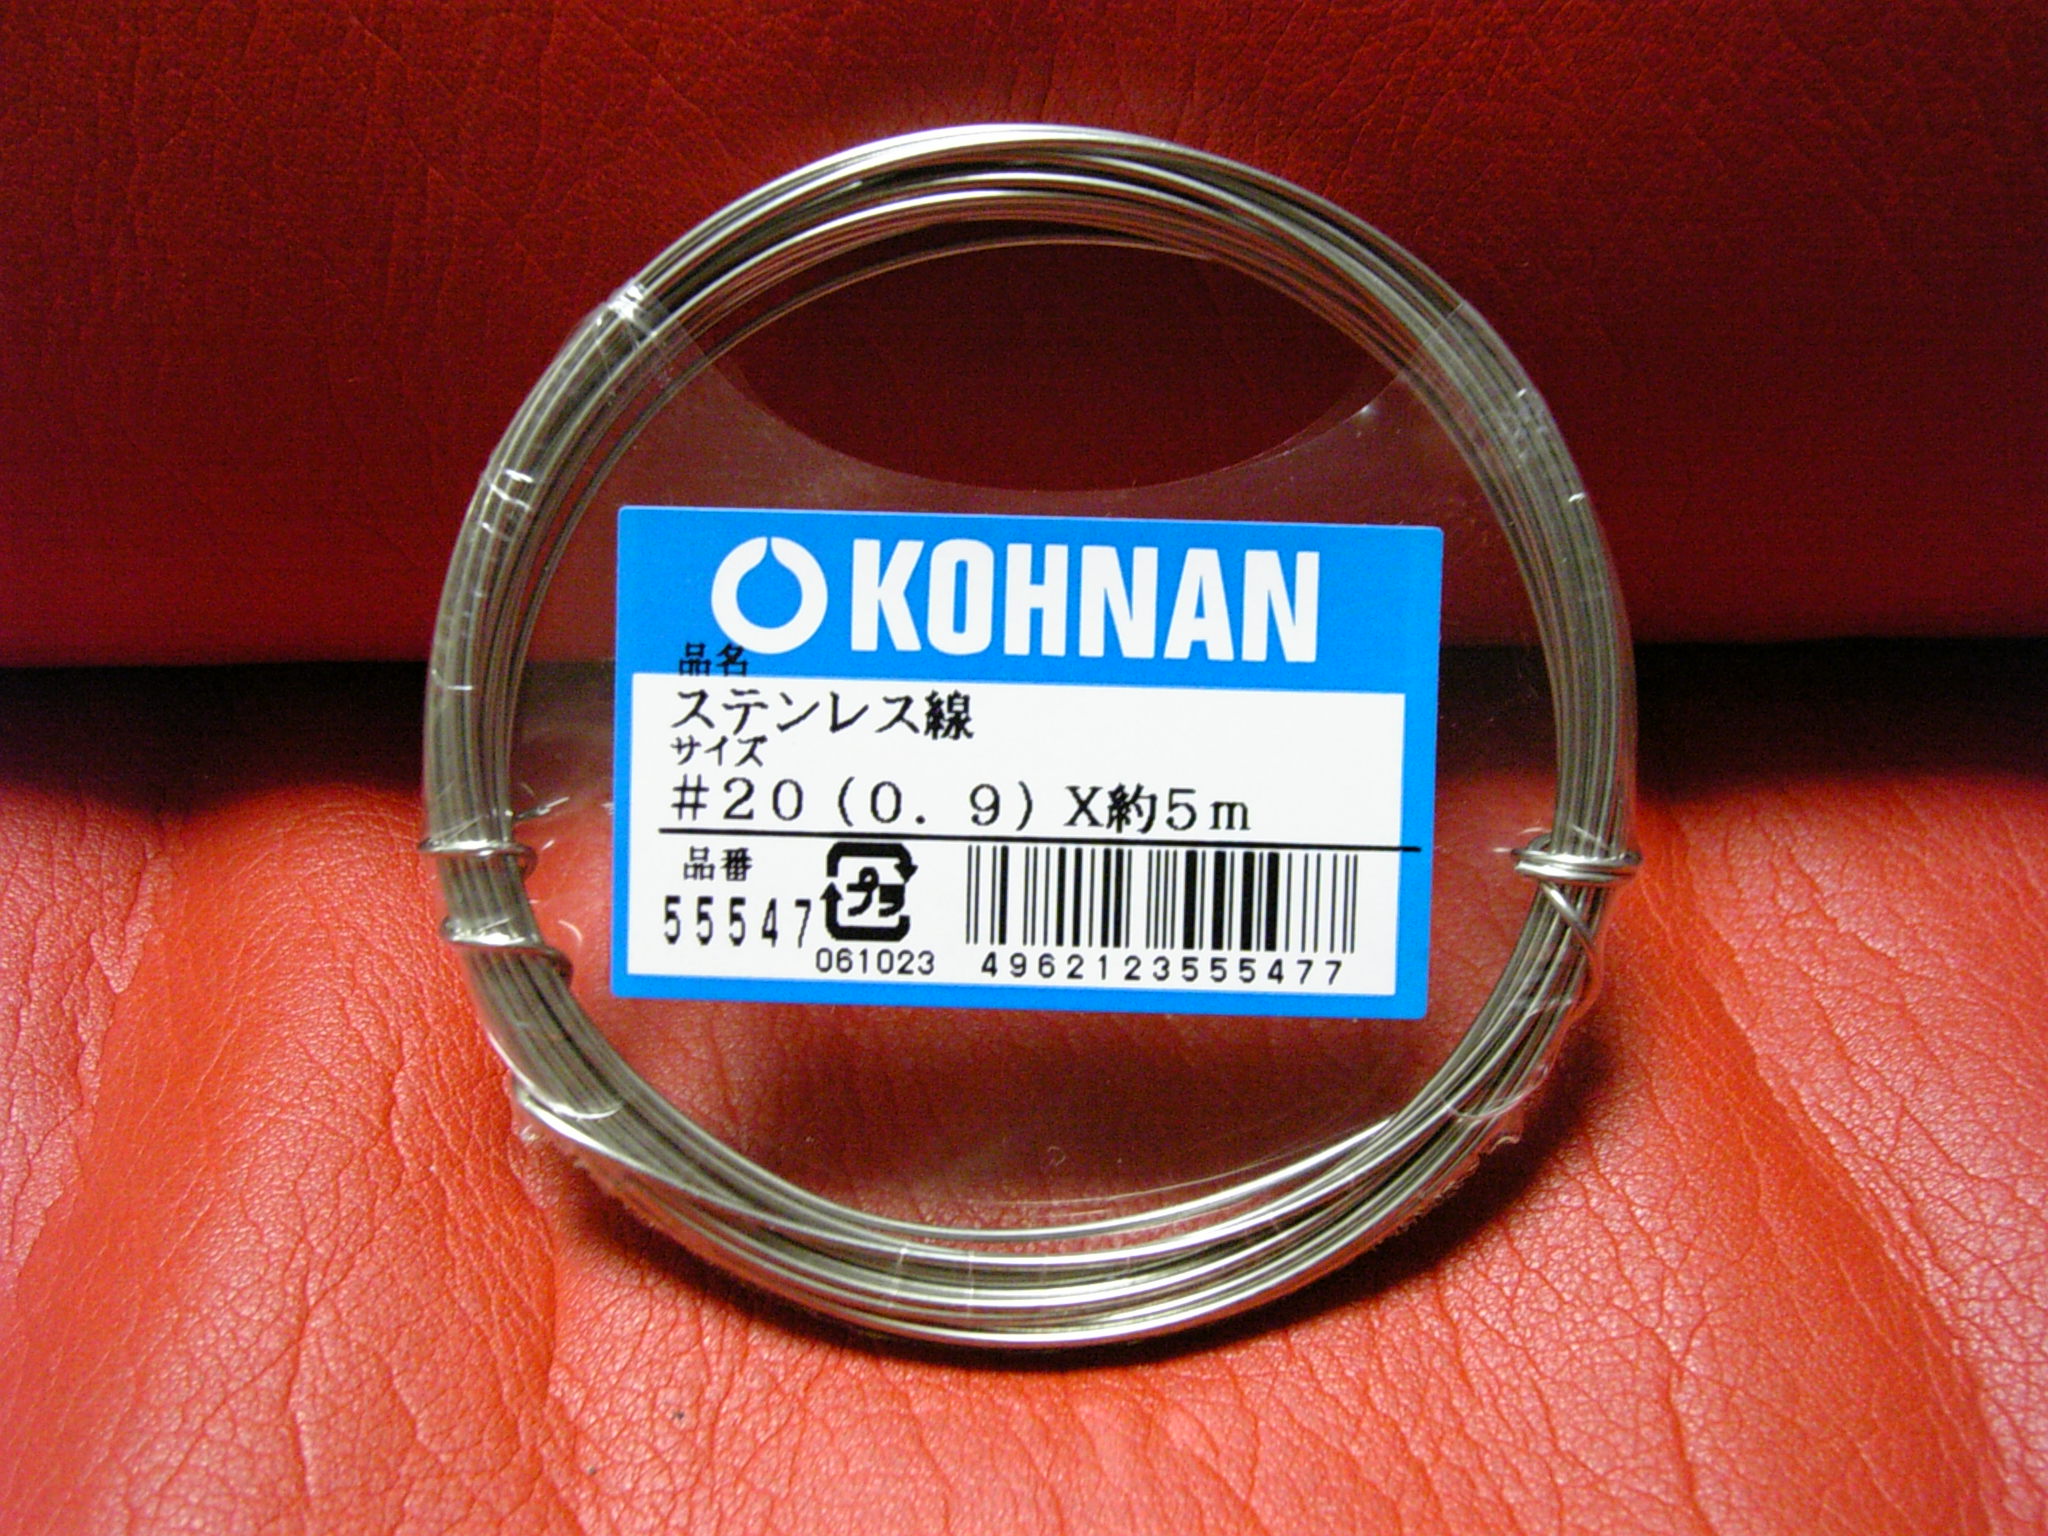 KOHNAN
品名
ステンレス線
サイズ
#20(0.9)X約5m
品番
55547
プラ
061023
4962123555477